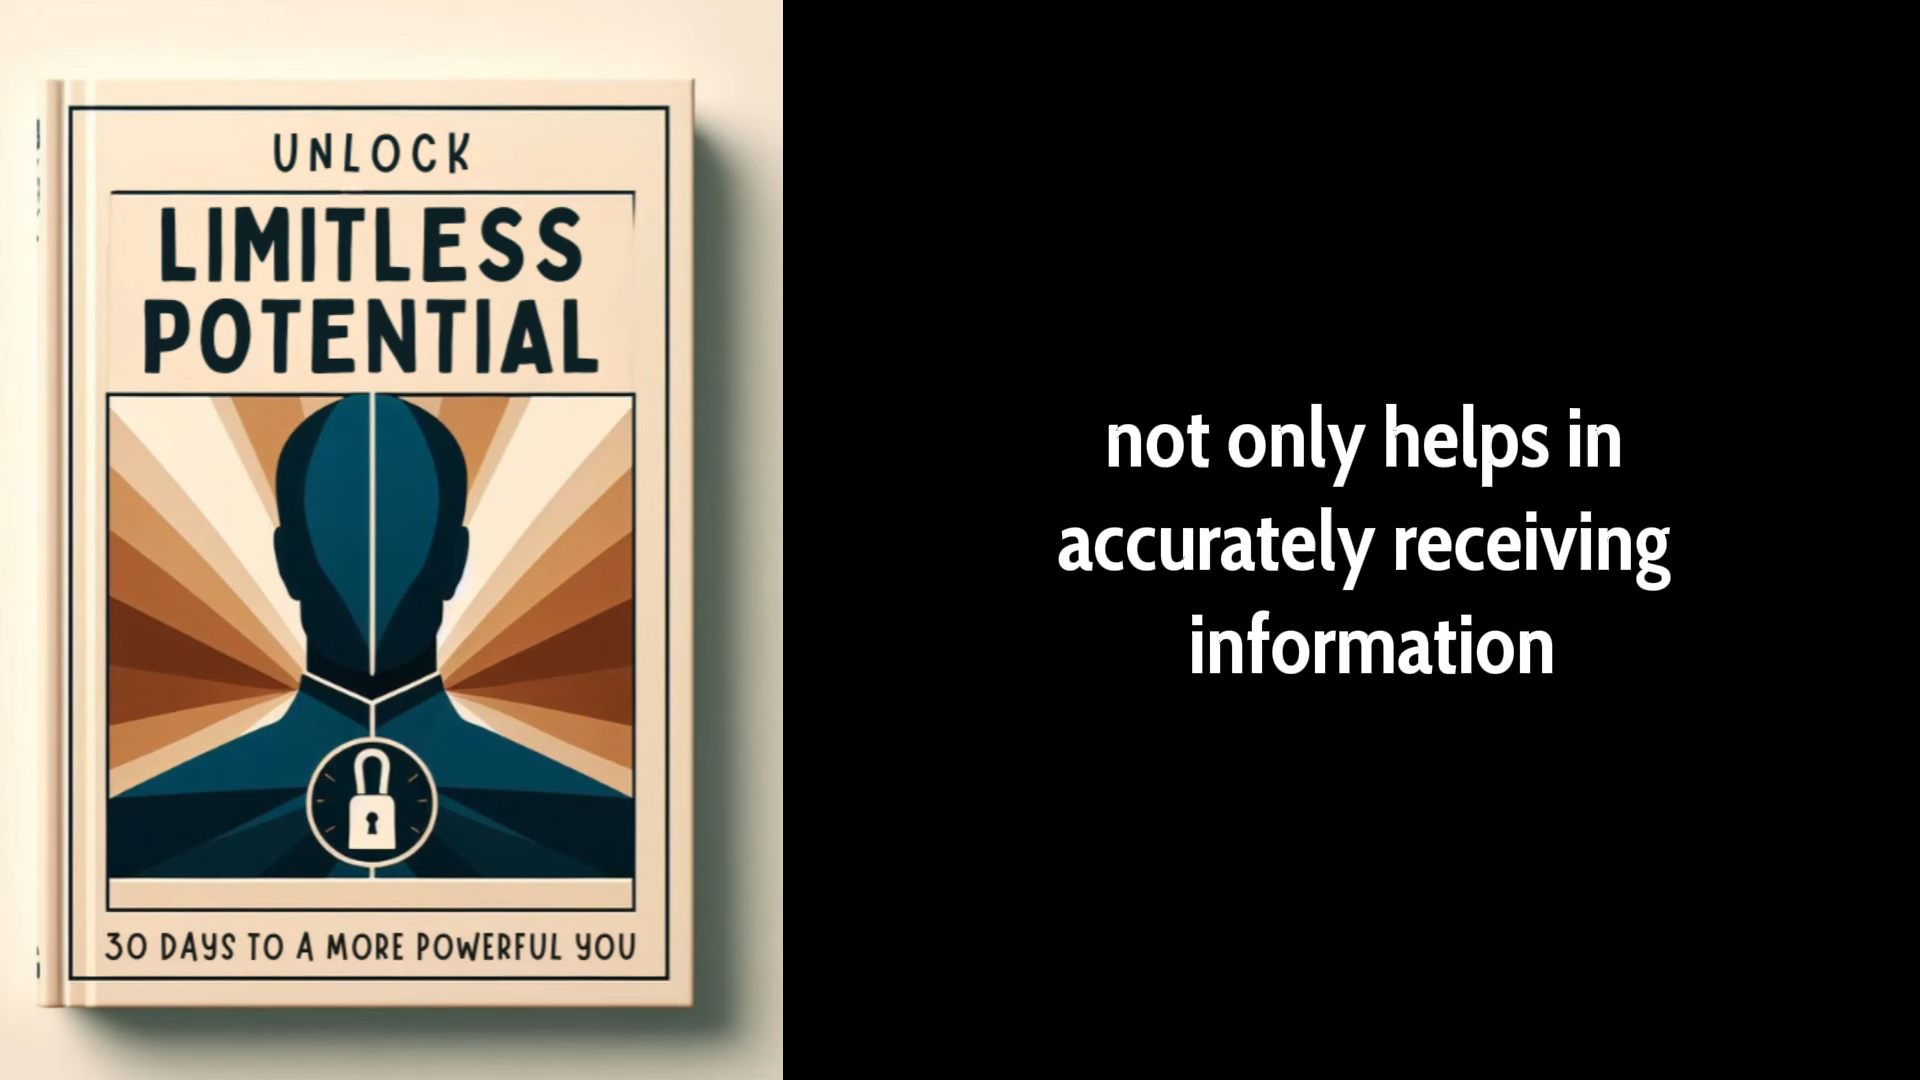 UNLOCK
LIMITLESS
POTENTIAL
30 DAYS TO A MORE POWERFUL YOU
not only helps in
accurately receiving
information